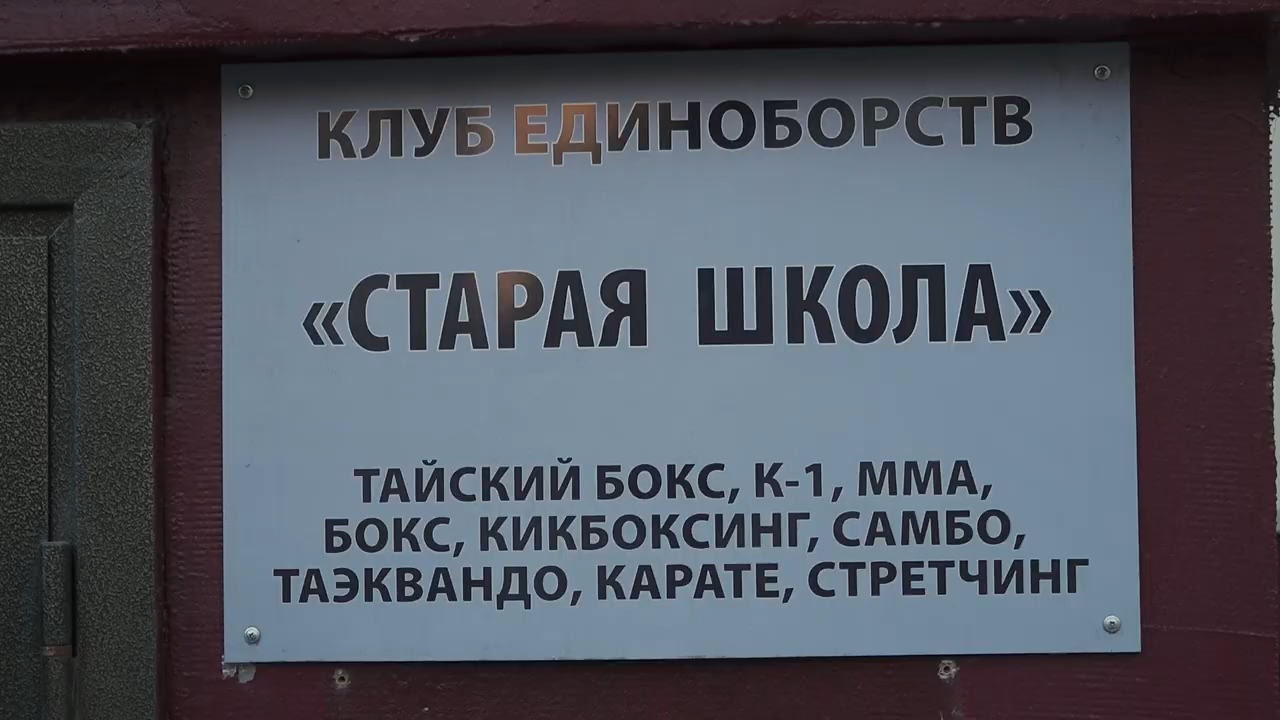 КЛУБ ЕДИНОБОРСТВ
«СТАРАЯ ШКОЛА»
ТАЙСКИЙ БОКС, К-1, ММА,
БОКС, КИКБОКСИНГ, САМБО,
ТАЭКВАНДО, КАРАТЕ, СТРЕТЧИНГ